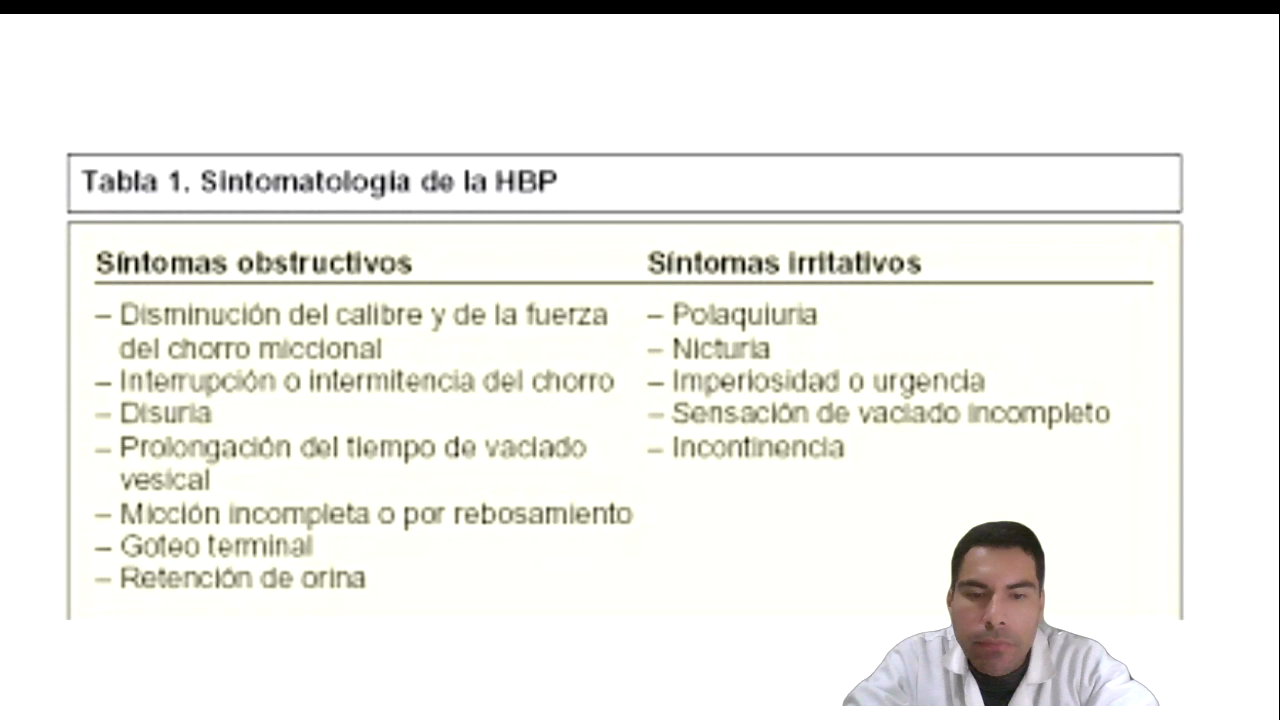 Tabla 1. Sintomatología de la HBP
Síntomas obstructivos
– Disminución del calibre y de la fuerza
del chorro miccional
– Interrupción o intermitencia del chorro
– Disuria
– Prolongación del tiempo de vaciado
vesical
– Micción incompleta o por rebosamiento
– Goteo terminal
– Retención de orina
Síntomas irritativos
– Polaquiuria
– Nicturia
– Imperiosidad o urgencia
– Sensación de vaciado incompleto
– Incontinencia